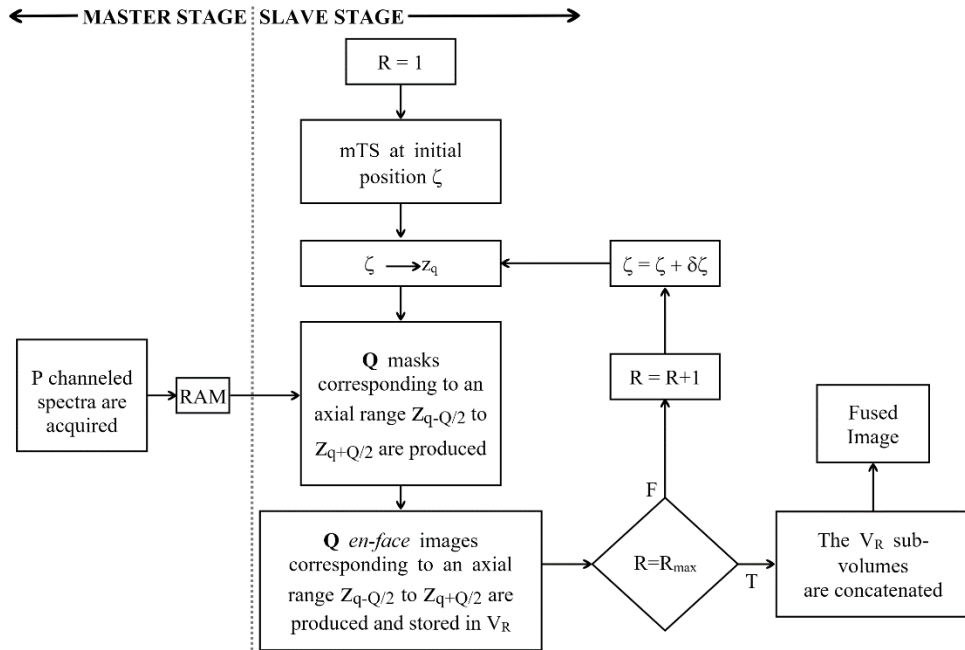 MASTER STAGE SLAVE STAGE
R = 1
mTS at initial
position ζ
ζ ⟶ zq
ζ = ζ + δζ
P channeled
spectra are
acquired
RAM
Q masks
corresponding to an
axial range Zq-Q/2 to
Zq+Q/2 are produced
R = R+1
Fused
Image
Q en-face images
corresponding to an axial
range Zq-Q/2 to Zq+Q/2 are
produced and stored in VR
F
R=Rmax
T
The VR sub-
volumes
are concatenated